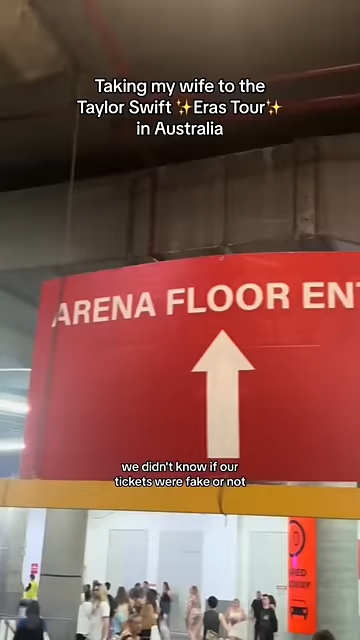 Taking my wife to the
Taylor Swift ✨Eras Tour✨
in Australia
ARENA FLOOR ENT
we didn't know if our
tickets were fake or not